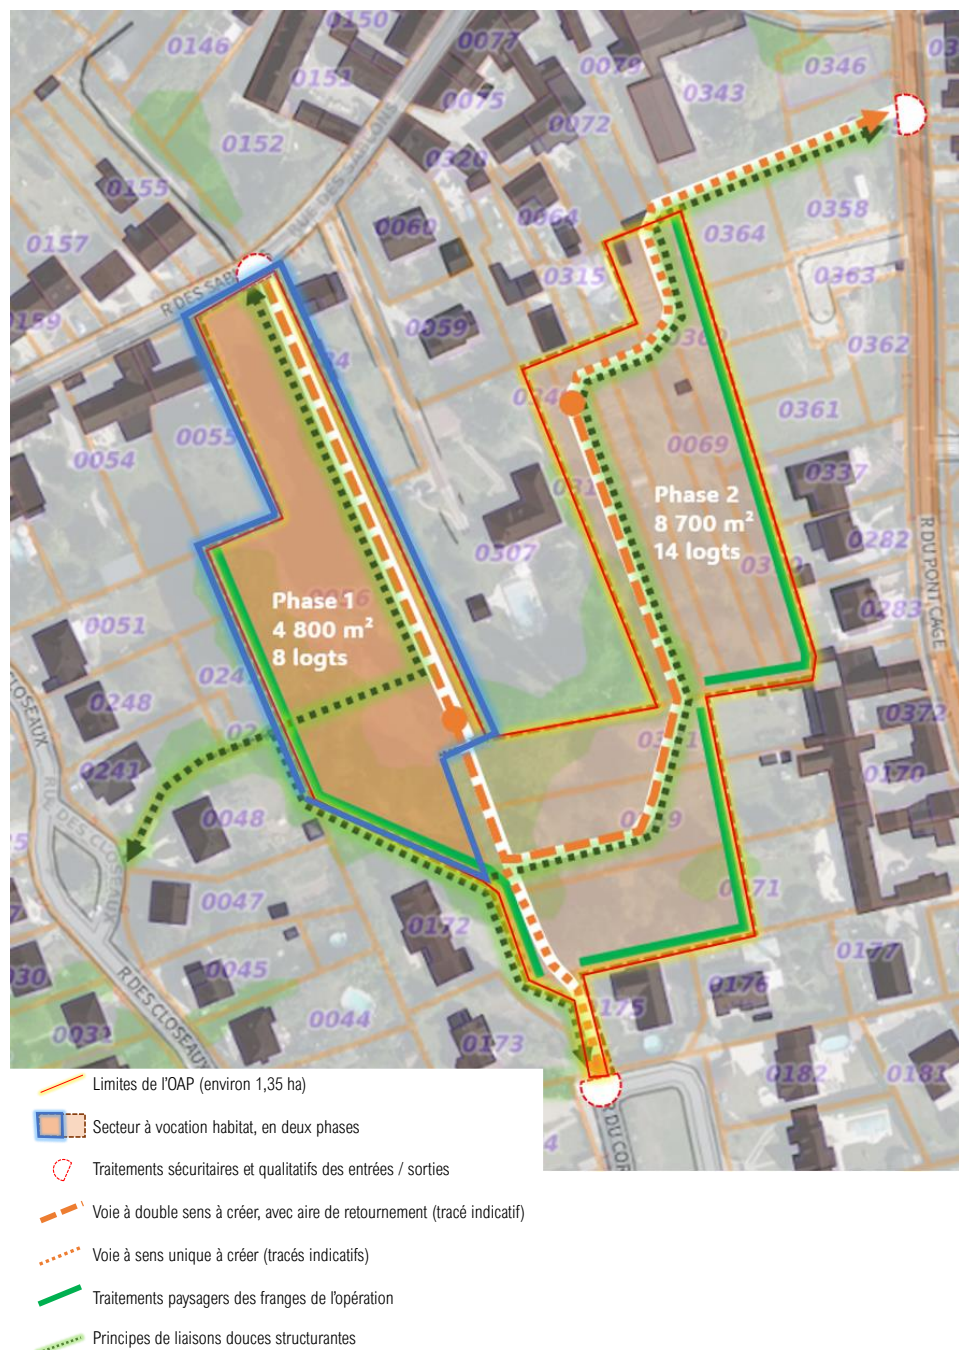 0150
0146
0077
0346
0151
0079
0343
0075
0072
0152
0320
RUE DES SABLONS
0155
0064
0358
0060
0364
0157
0315
0363
R DES SAB
0159
0059
0362
0361
0055
0069
0054
0337
Phase 2
8 700 m²
14 logts
R DU PONT CAGE
0282
0307
Phase 1
4 800 m²
8 logts
0283
0051
0248
0372
0241
0170
0048
RUE DES CLOSEAUX
0047
0172
0177
0045
0176
R DES CLOSEAUX
0044
0031
0173
0182
0181
R DU COR
Limites de l'OAP (environ 1,35 ha)
Secteur à vocation habitat, en deux phases
Traitements sécuritaires et qualitatifs des entrées / sorties
Voie à double sens à créer, avec aire de retournement (tracé indicatif)
Voie à sens unique à créer (tracés indicatifs)
Traitements paysagers des franges de l'opération
Principes de liaisons douces structurantes